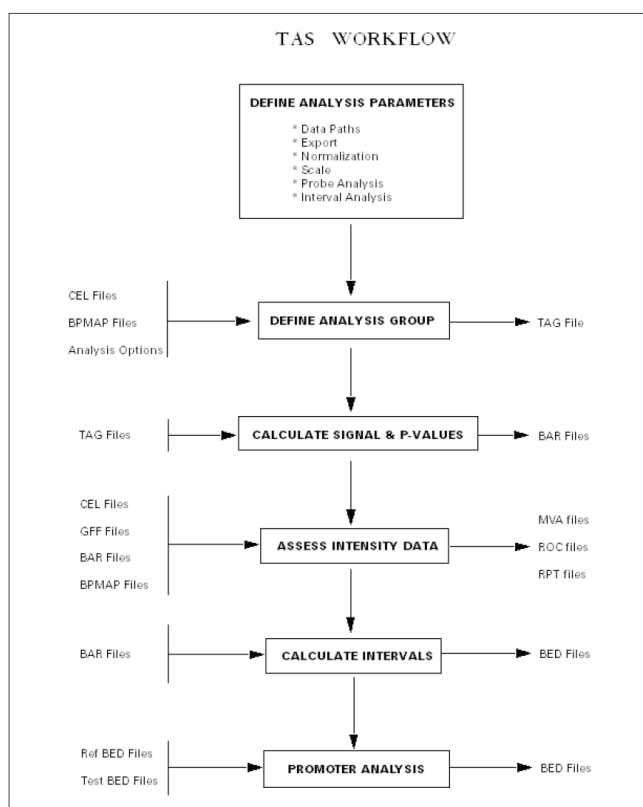 TAS WORKFLOW
DEFINE ANALYSIS PARAMETERS
* Data Paths
* Export
* Normalization
* Scale
* Probe Analysis
* Interval Analysis
CEL Files
BPMAP Files
Analysis Options
DEFINE ANALYSIS GROUP
TAG File
TAG Files
CALCULATE SIGNAL & P-VALUES
BAR Files
CEL Files
GFF Files
BAR Files
BPMAP Files
ASSESS INTENSITY DATA
MVA files
ROC files
RPT files
BAR Files
CALCULATE INTERVALS
BED Files
Ref BED Files
Test BED Files
PROMOTER ANALYSIS
BED Files